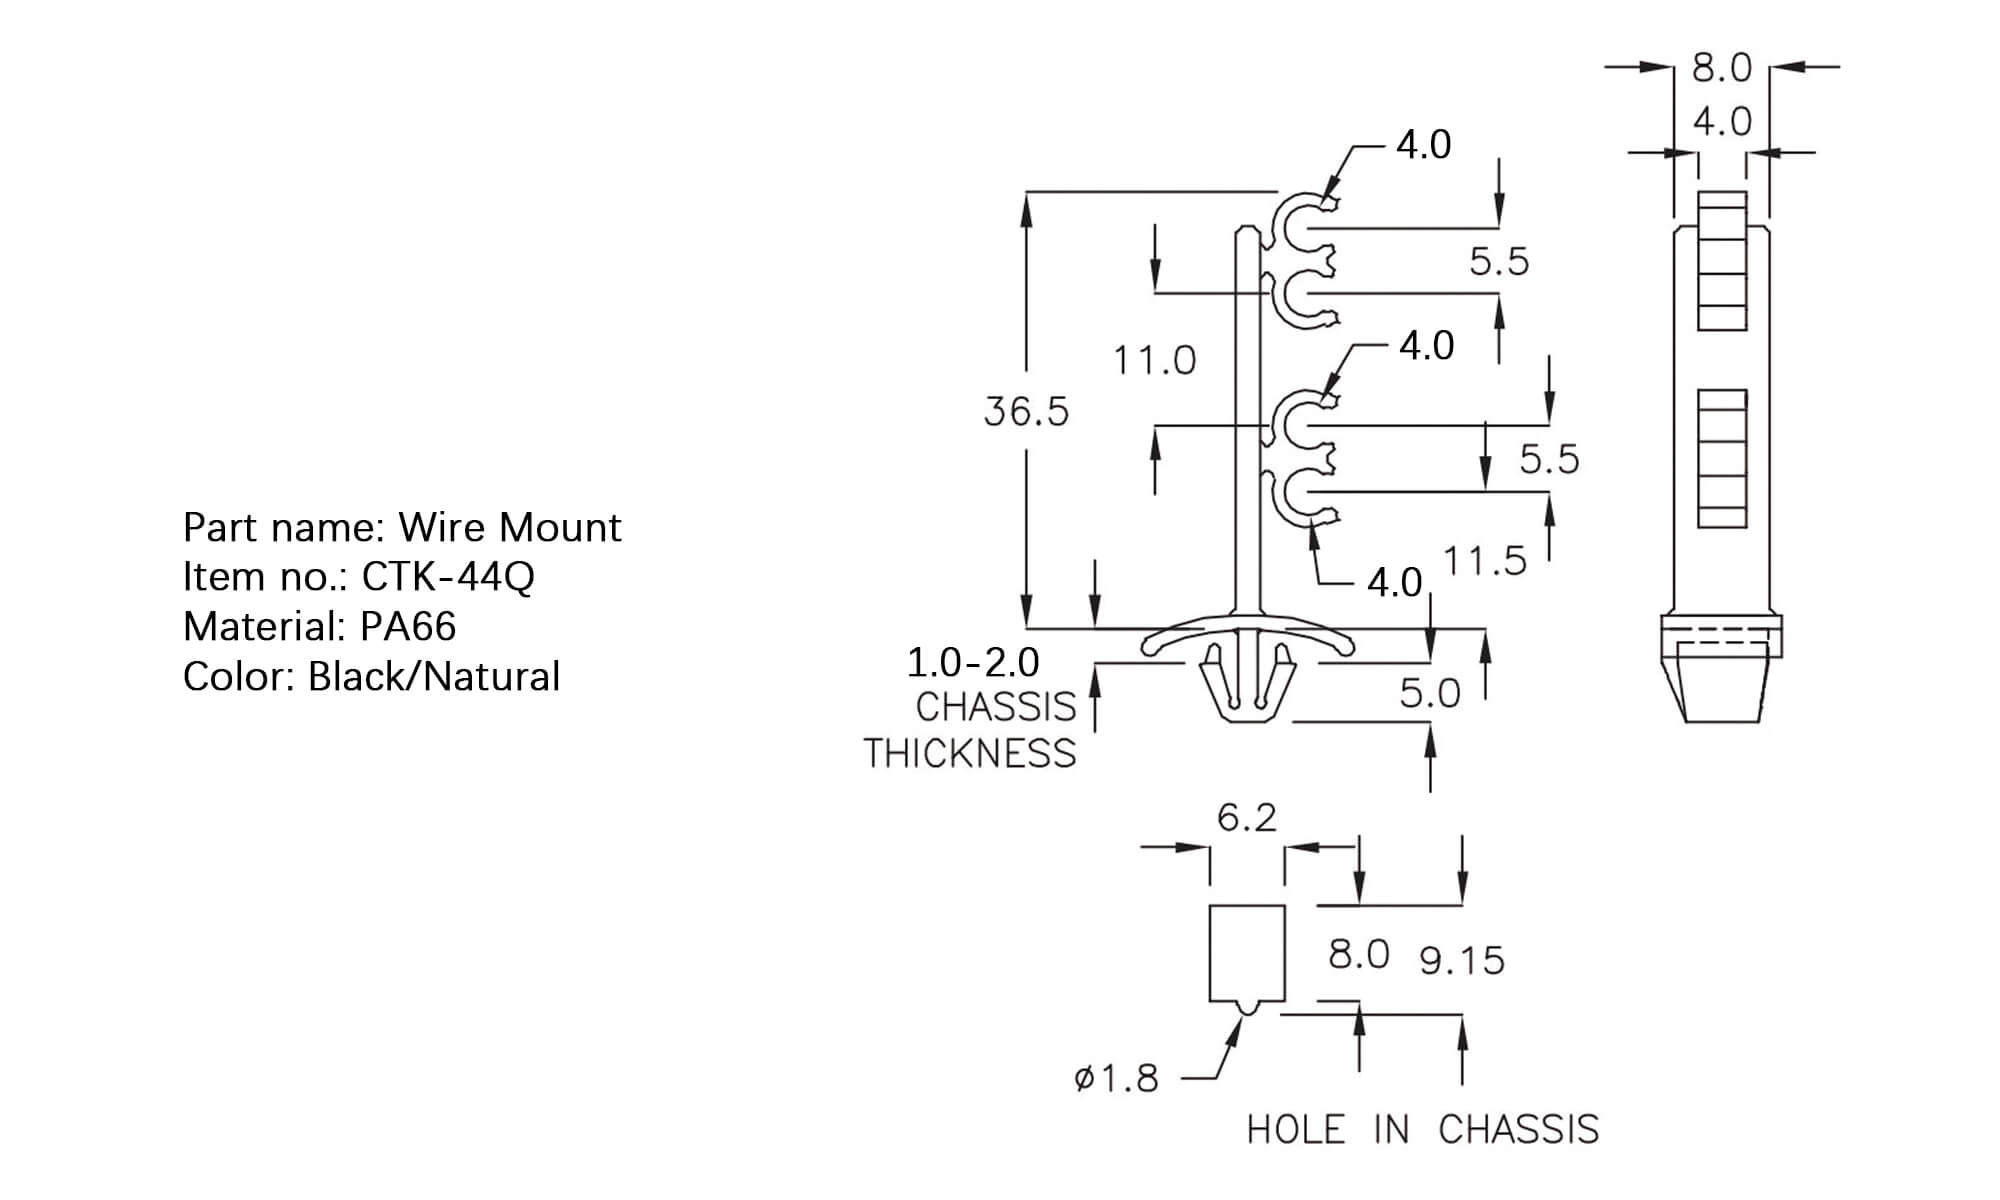 8.0
4.0
4.0
5.5
4.0
11.0
36.5
5.5
Part name: Wire Mount
Item no.: CTK-44Q
Material: PA66
Color: Black/Natural
11.5
4.0
1.0-2.0
CHASSIS
THICKNESS
5.0
6.2
8.0 9.15
ø1.8
HOLE IN CHASSIS